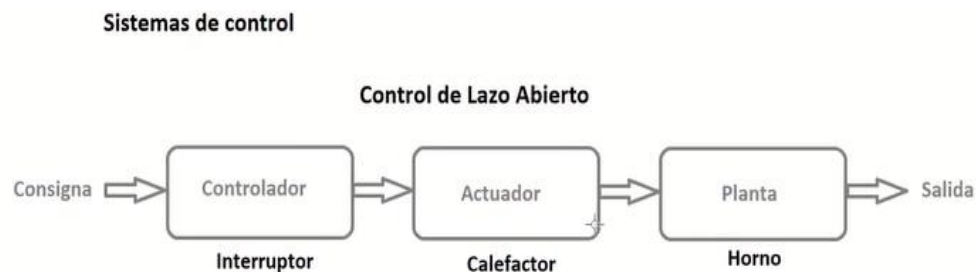 Sistemas de control
Control de Lazo Abierto
Consigna
Controlador
Actuador
Planta
Salida
Interruptor
Calefactor
Horno